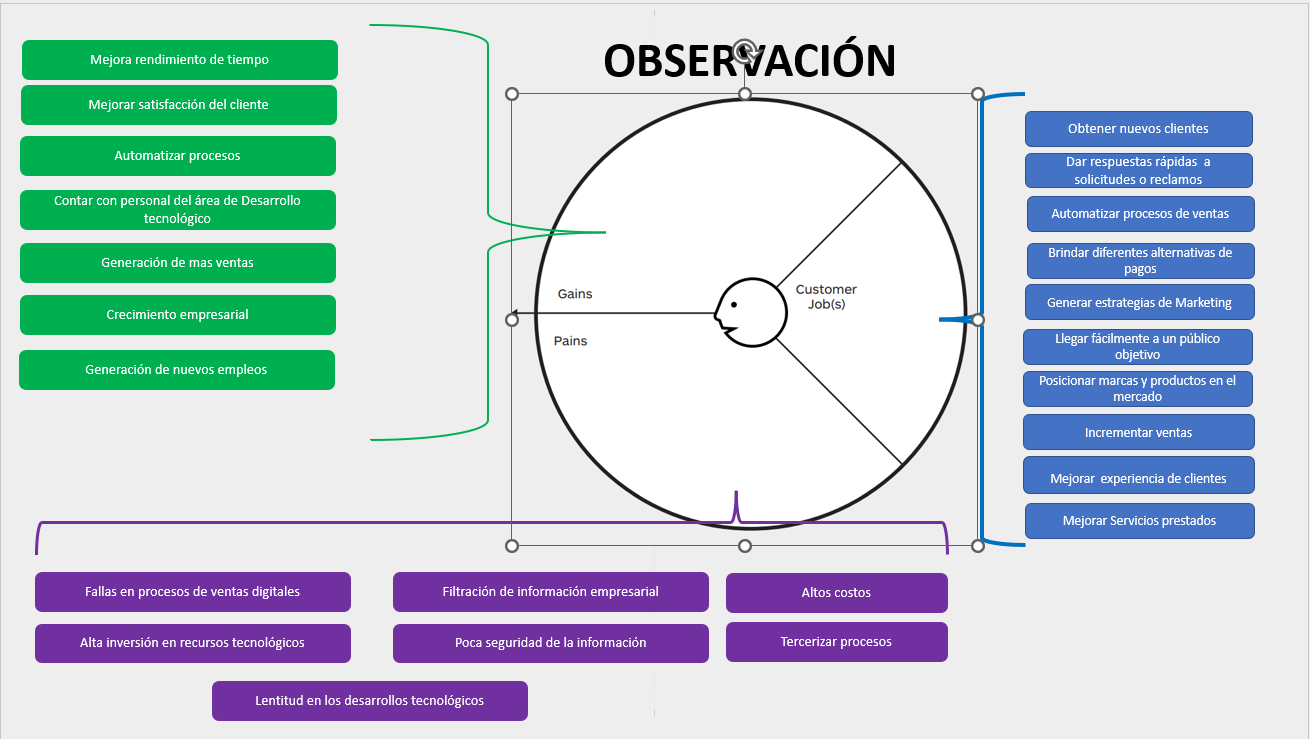 OBSERVACIÓN
Mejora rendimiento de tiempo
Mejorar satisfacción del cliente
Automatizar procesos
Contar con personal del área de Desarrollo
tecnológico
Generación de mas ventas
Crecimiento empresarial
Generación de nuevos empleos
Gains
Pains
Customer
Job(s)
Obtener nuevos clientes
Dar respuestas rápidas a
solicitudes o reclamos
Automatizar procesos de ventas
Brindar diferentes alternativas de
pagos
Generar estrategias de Marketing
Llegar fácilmente a un público
objetivo
Posicionar marcas y productos en el
mercado
Incrementar ventas
Mejorar experiencia de clientes
Mejorar Servicios prestados
Fallas en procesos de ventas digitales
Filtración de información empresarial
Altos costos
Alta inversión en recursos tecnológicos
Poca seguridad de la información
Tercerizar procesos
Lentitud en los desarrollos tecnológicos